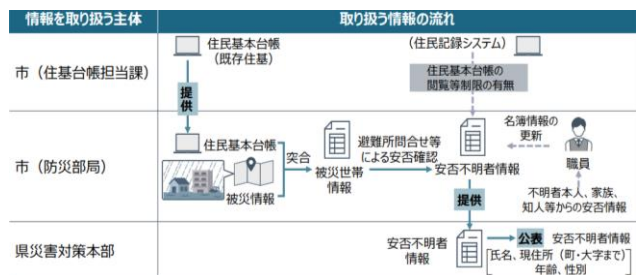 情報を取り扱う主体
取り扱う情報の流れ
市（住基台帳担当課）
住民基本台帳
（既存住基）
（住民記録システム）
住民基本台帳の
閲覧等制限の有無
提供
市（防災部局）
住民基本台帳
被災情報
突合
被災世帯
情報
避難所問合せ等
による安否確認
安否不明者情報
名簿情報の
更新
職員
不明者本人、家族、
知人等からの安否情報
提供
県災害対策本部
安否不明者
情報
公表
安否不明者情報
氏名、現住所（町・大字まで）
年齢、性別